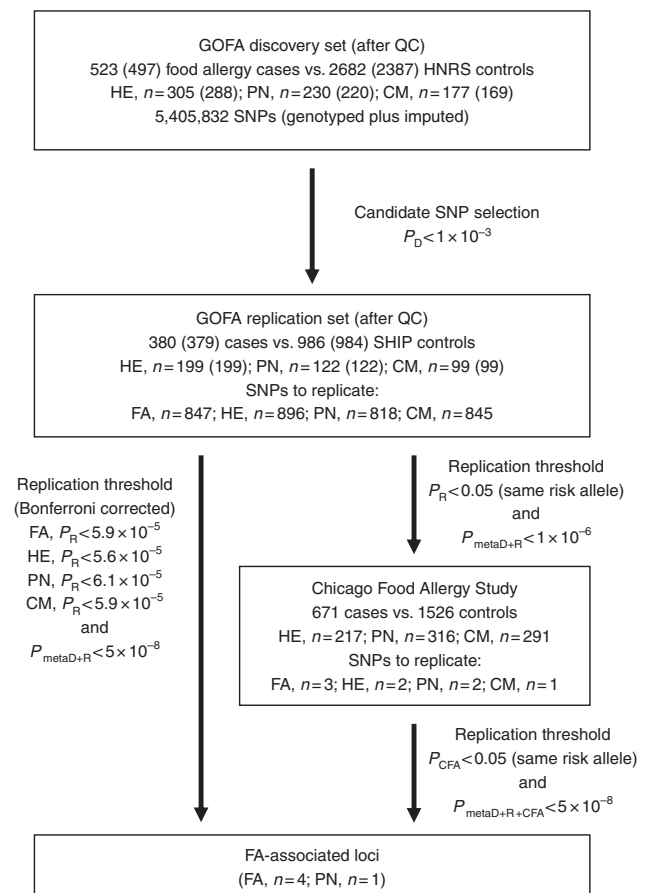 GOFA discovery set (after QC)
523 (497) food allergy cases vs. 2682 (2387) HNRS controls
HE, n=305 (288); PN, n=230 (220); CM, n=177 (169)
5,405,832 SNPs (genotyped plus imputed)
Candidate SNP selection
P_D<1×10⁻³
GOFA replication set (after QC)
380 (379) cases vs. 986 (984) SHIP controls
HE, n=199 (199); PN, n=122 (122); CM, n=99 (99)
SNPs to replicate:
FA, n=847; HE, n=896; PN, n=818; CM, n=845
Replication threshold
(Bonferroni corrected)
FA, P_R<5.9×10⁻⁵
HE, P_R<5.6×10⁻⁵
PN, P_R<6.1×10⁻⁵
CM, P_R<5.9×10⁻⁵
and
P_metaD+R<5×10⁻⁸
Replication threshold
P_R<0.05 (same risk allele)
and
P_metaD+R<1×10⁻⁶
Chicago Food Allergy Study
671 cases vs. 1526 controls
HE, n=217; PN, n=316; CM, n=291
SNPs to replicate:
FA, n=3; HE, n=2; PN, n=2; CM, n=1
Replication threshold
P_CFA<0.05 (same risk allele)
and
P_metaD+R+CFA<5×10⁻⁸
FA-associated loci
(FA, n=4; PN, n=1)